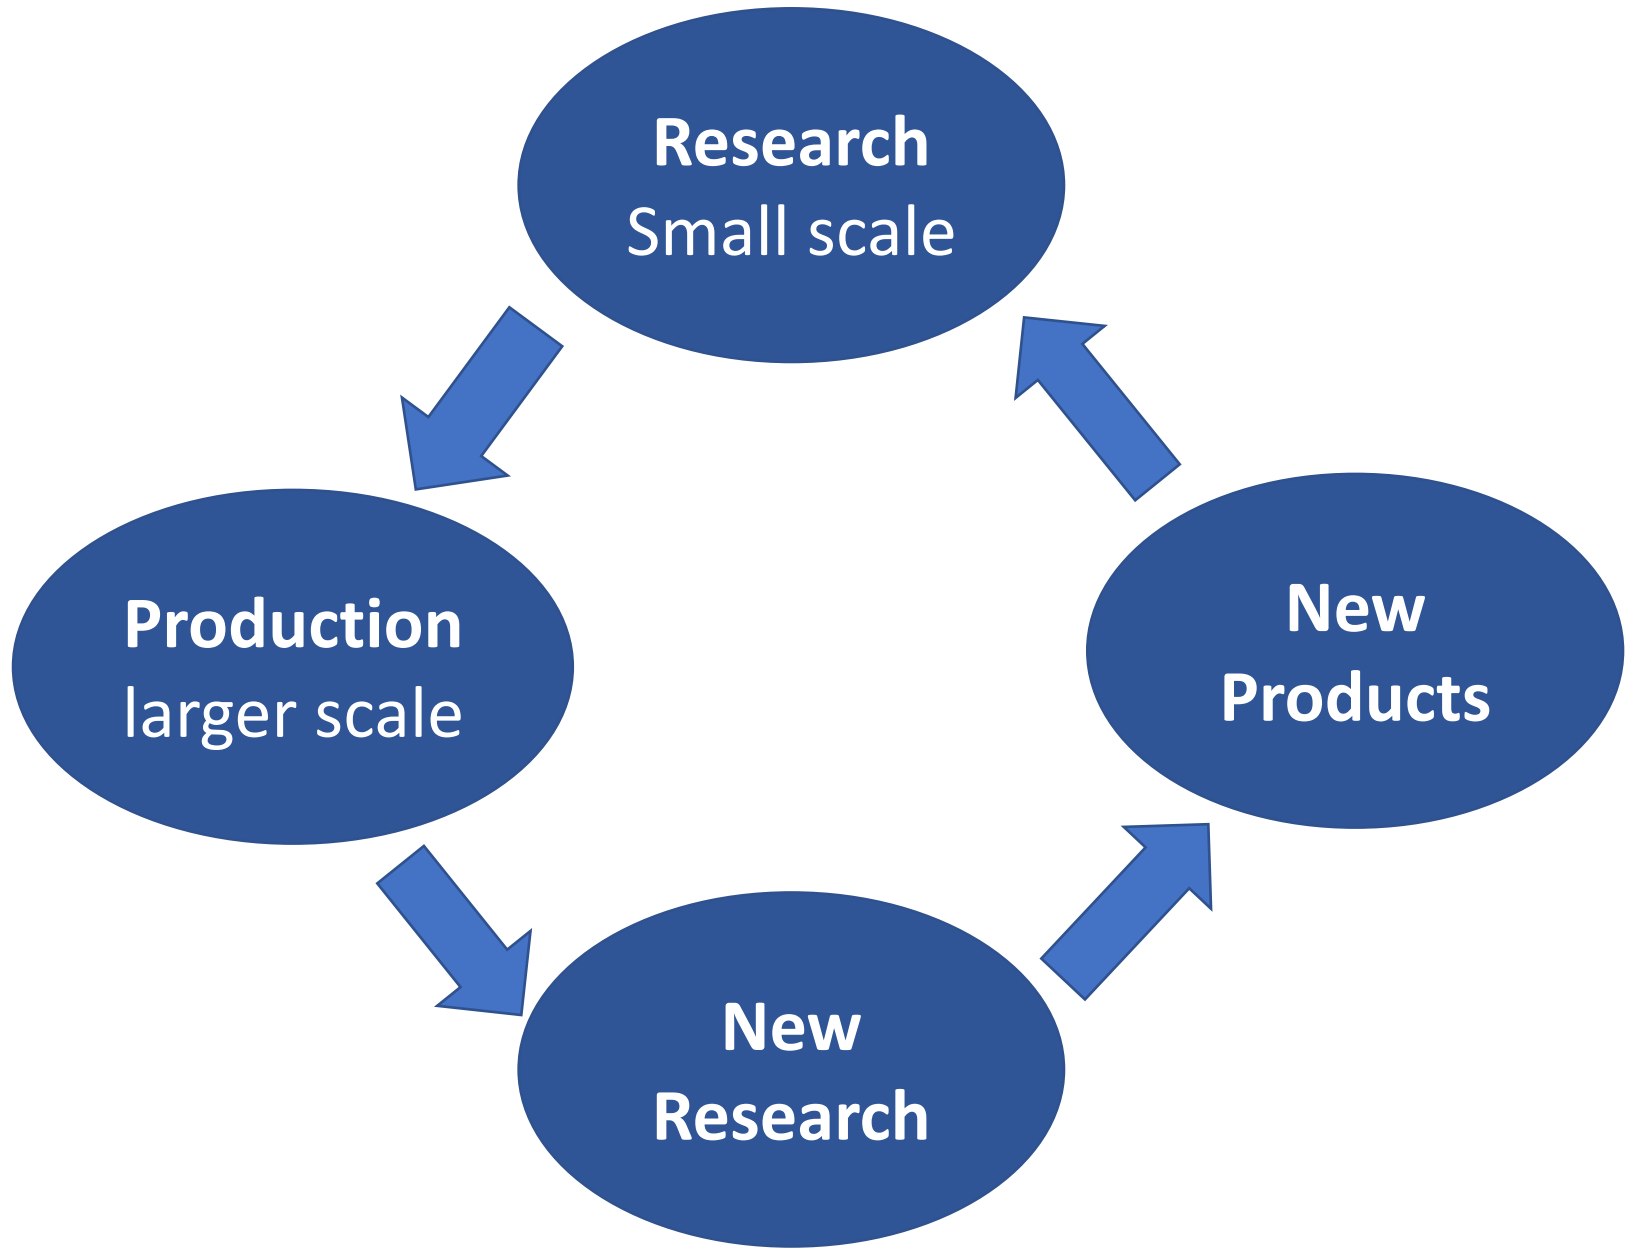 Research
Small scale
Production
larger scale
New
Products
New
Research